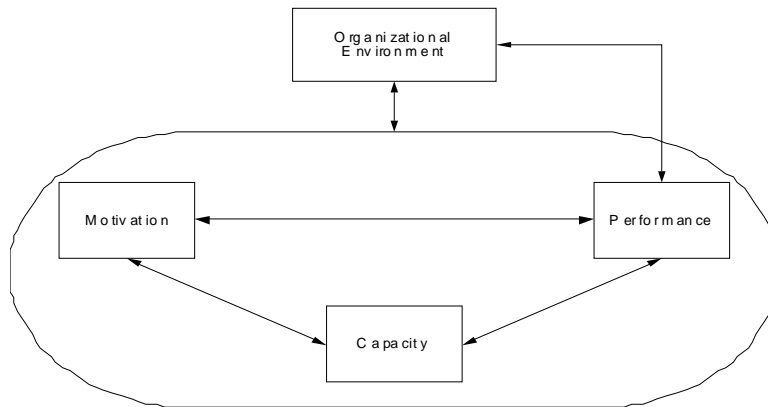 Organizational
Environment
Motivation
Performance
Capacity